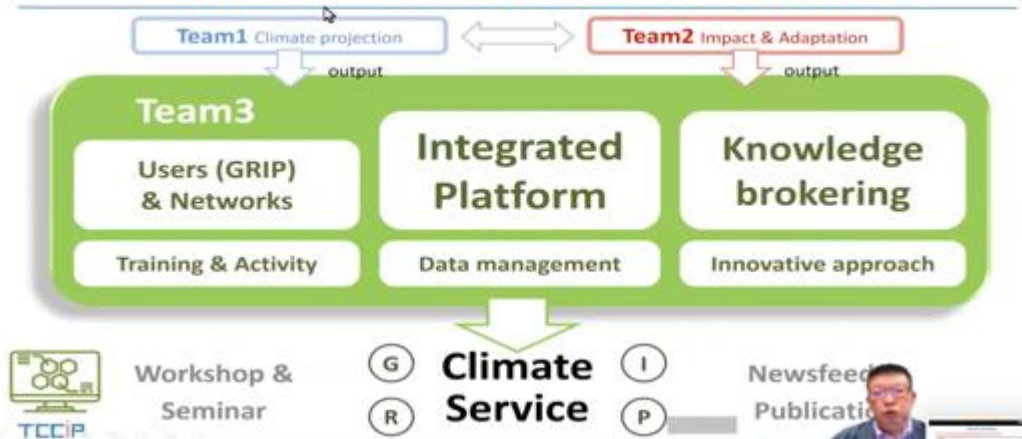 Team1 Climate projection
Team2 Impact & Adaptation
output
output
Team3
Users (GRIP)
& Networks
Integrated
Platform
Knowledge
brokering
Training & Activity
Data management
Innovative approach
Workshop &
Seminar
G
R
Climate
Service
I
P
TCCiP